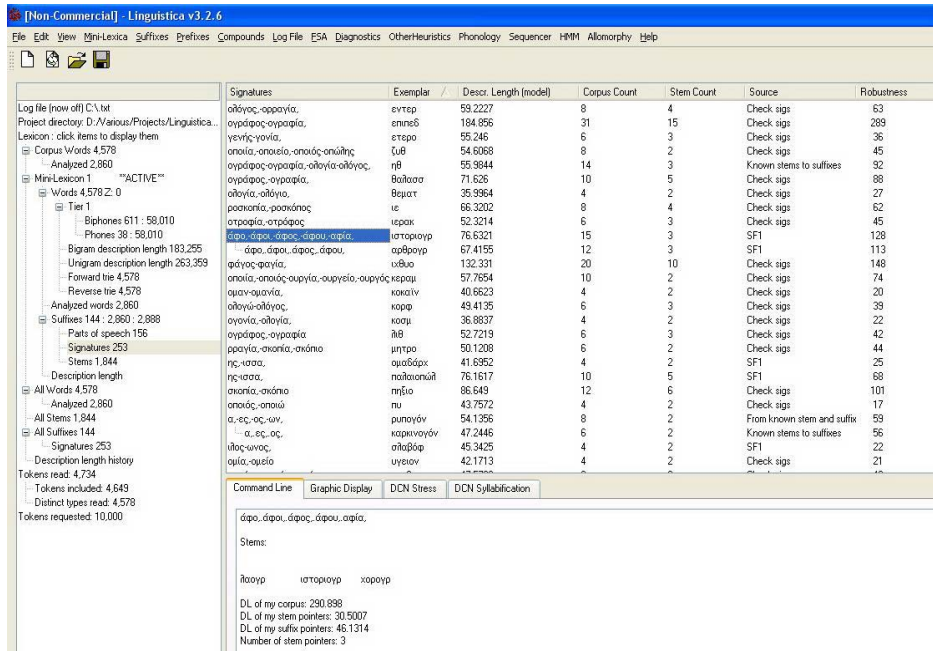 [Non-Commercial] - Linguistica v3.2.6
File Edit View Mini-Lexica Suffixes Prefixes Compounds Log File FSA Diagnostics OtherHeuristics Phonology Sequencer HMM Allomorphy Help
Signatures Exemplar Descr. Length (model) Corpus Count Stem Count Source Robustness
Log file (now off) C:\.txt
Project directory: D:/Various/Projects/Linguistica...
Lexicon : click items to display them
Corpus Words 4,578
Analyzed 2,860
Mini-Lexicon 1 **ACTIVE**
Words 4,578 Z: 0
Tier 1
Biphones 611 : 58,010
Phones 38 : 58,010
Bigram description length 183,255
Unigram description length 263,359
Forward trie 4,578
Reverse trie 4,578
Analyzed words 2,860
Suffixes 144 : 2,860 : 2,888
Parts of speech 156
Signatures 253
Stems 1,844
Description length
All Words 4,578
Analyzed 2,860
All Stems 1,844
All Suffixes 144
Signatures 253
Description length history
Tokens read: 4,734
Tokens included: 4,649
Distinct types read: 4,578
Tokens requested: 10,000
ολόγος,-ορραγία, εντερ 59.2227 8 4 Check sigs 63
ογράφος-ογραφία, επιπεδ 184.856 31 15 Check sigs 289
γενής-γονία, ετερο 55.246 6 3 Check sigs 36
οποιία,-οποιείο,-οποιός-οπώλης ζυθ 54.6068 8 2 Check sigs 45
ογράφος-ογραφία,-ολογία-ολόγος, ηθ 55.9844 14 3 Known stems to suffixes 92
ογράφος,-ογραφία, θαλασσ 71.626 10 5 Check sigs 88
ολογία,-ολόγιο, θεματ 35.9964 4 2 Check sigs 27
ροσκοπία,-ροσκόπος ιε 66.3202 8 4 Check sigs 62
οτροφία,-οτρόφος ιερακ 52.3214 6 3 Check sigs 45
άφο,-άφοι,-άφος,-άφου,-αφία, ιστοριογρ 76.6321 15 3 SF1 128
άφο,.άφοι,.άφος,.άφου, αρθρογρ 67.4155 12 3 SF1 113
φάγος-φαγία, ιχθυο 132.331 20 10 Check sigs 148
οποιία,-οποιός-ουργία,-ουργείο,-ουργός κεραμ 57.7654 10 2 Check sigs 74
ομαν-ομανία, κοκαϊν 40.6623 4 2 Check sigs 20
ολογώ-ολόγος, κορφ 49.4135 6 3 Check sigs 39
ογονία,-ολογία, κοσμ 36.8837 4 2 Check sigs 22
ογράφος,-ογραφία λιθ 52.7219 6 3 Check sigs 42
ρραγία,-σκοπία,-σκόπιο μητρο 50.1208 6 2 Check sigs 44
ης,-ισσα, ομαδάρχ 41.6952 4 2 SF1 25
ης-ισσα, παλαιοπώλ 76.1617 10 5 SF1 68
σκοπία,-σκόπιο πηξιο 86.649 12 6 Check sigs 101
οποιός,-οποιώ πυ 43.7572 4 2 Check sigs 17
α,-ες,-ος,-ων, ρυπογόν 54.1356 8 2 From known stem and suffix 59
α,.ες,.ος, καρκινογόν 47.2446 6 2 Known stems to suffixes 56
ιλος-ωνος, σιλαβόφ 45.3425 4 2 SF1 22
ομία,-ομείο υγειον 42.1713 4 2 Check sigs 21
Command Line Graphic Display DCN Stress DCN Syllabification
άφο,.άφοι,.άφος,.άφου,.αφία,
Stems:
λαογρ ιστοριογρ χορογρ
DL of my corpus: 290.898
DL of my stem pointers: 30.5007
DL of my suffix pointers: 46.1314
Number of stem pointers: 3